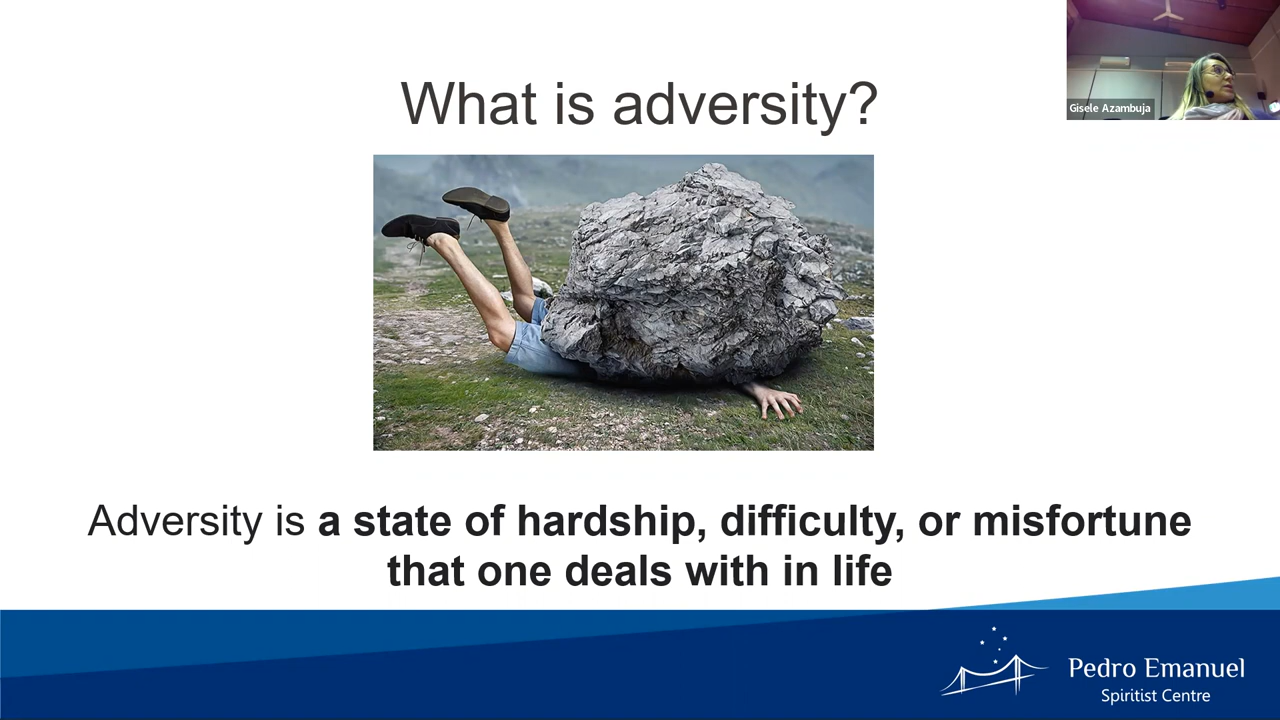 What is adversity?
Gisele Azambuja
Adversity is a state of hardship, difficulty, or misfortune
that one deals with in life
Pedro Emanuel
Spiritist Centre